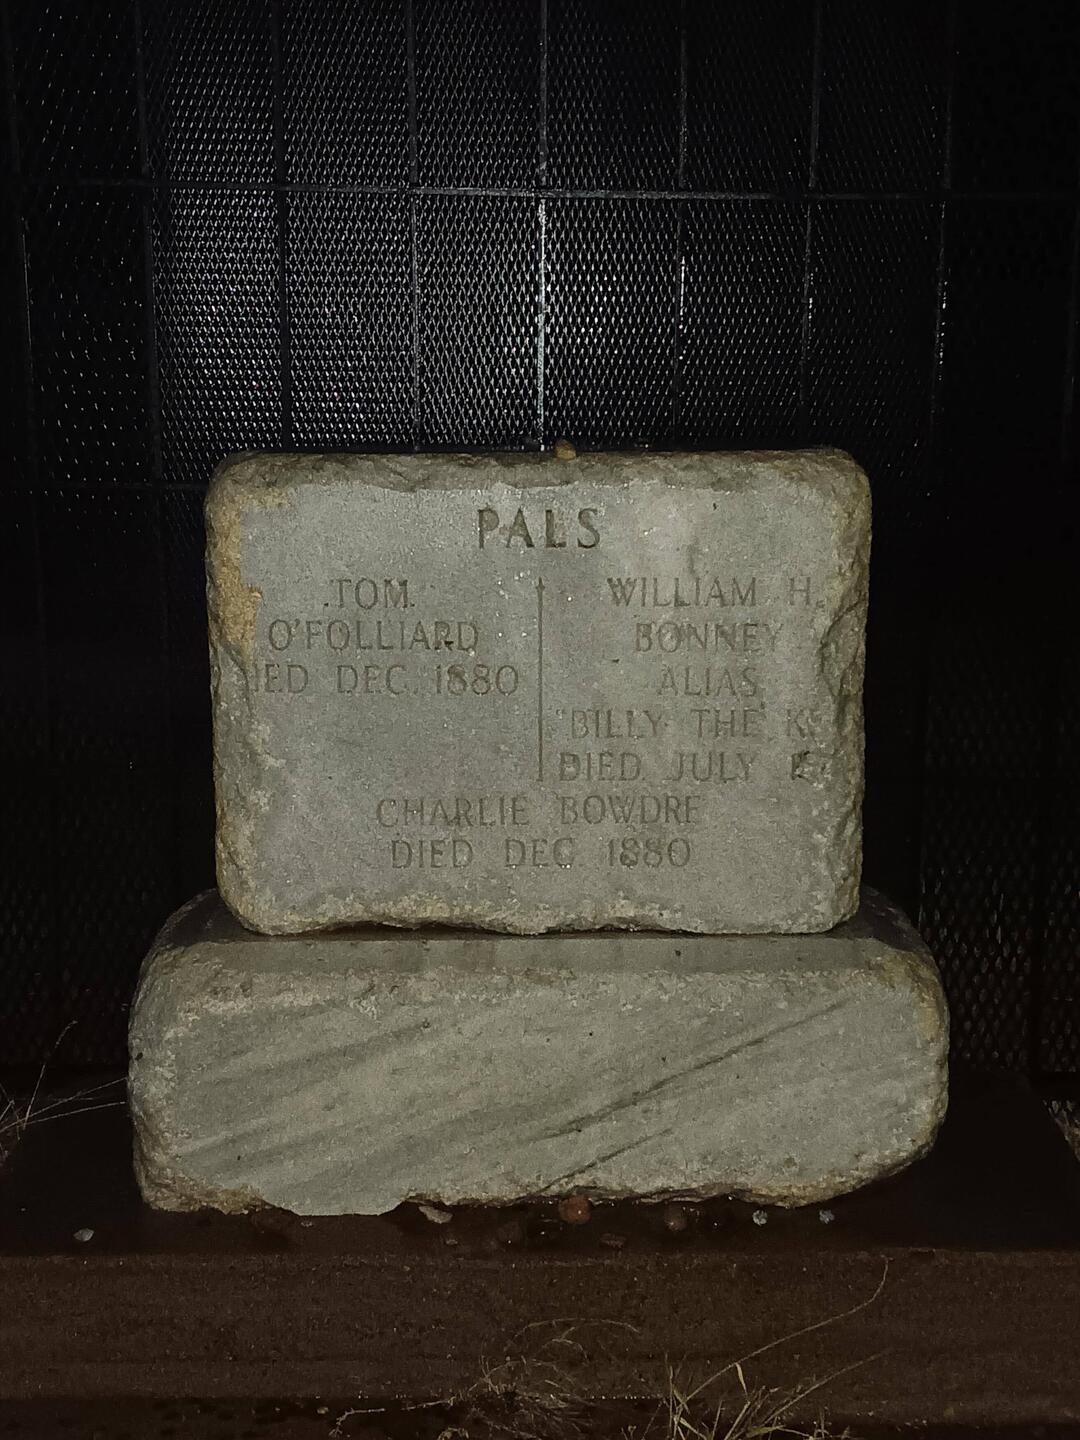 PALS
TOM
O'FOLLIARD
IED DEC. 1880
WILLIAM H.
BONNEY
ALIAS
"BILLY THE K
DIED JULY
CHARLIE BOWDRE
DIED DEC. 1880